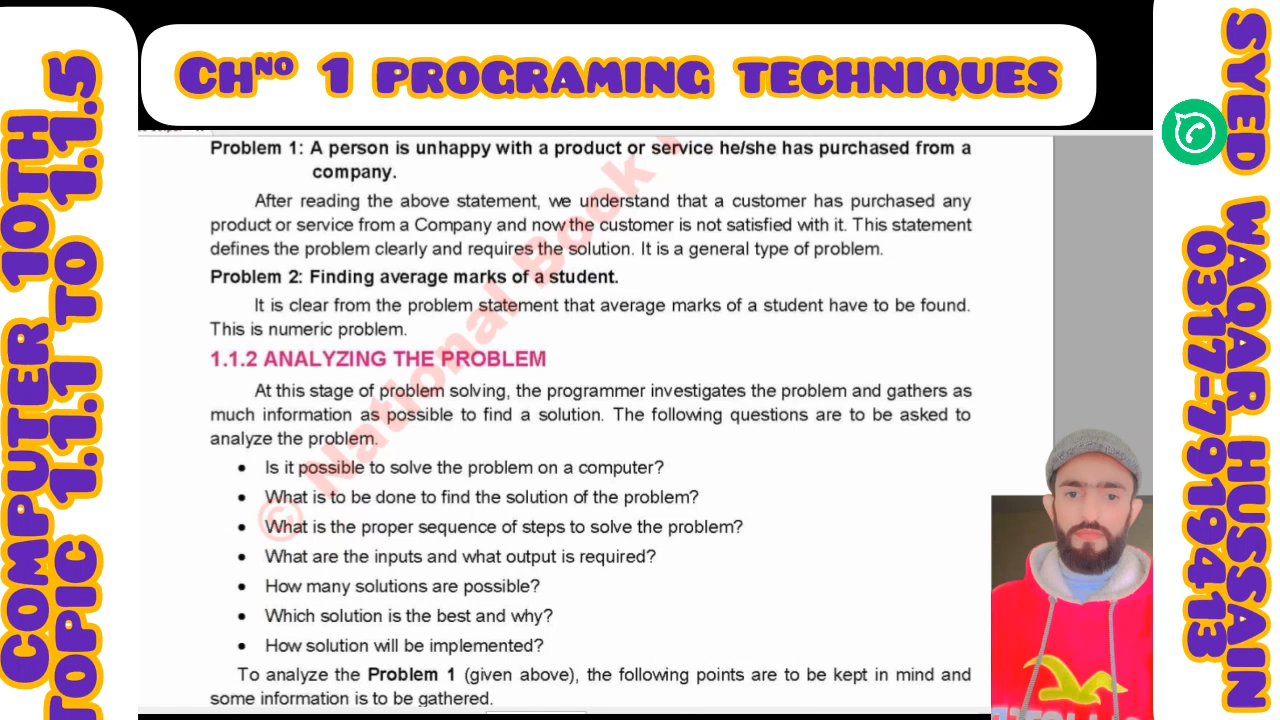 Chno 1 PROGRAMING TECHNIQUES
COMPUTER 10TH
TOPIC 1.1.1 TO 1.1.5
Problem 1: A person is unhappy with a product or service he/she has purchased from a
company.
After reading the above statement, we understand that a customer has purchased any
product or service from a Company and now the customer is not satisfied with it. This statement
defines the problem clearly and requires the solution. It is a general type of problem.
Problem 2: Finding average marks of a student.
It is clear from the problem statement that average marks of a student have to be found.
This is numeric problem.
1.1.2 ANALYZING THE PROBLEM
At this stage of problem solving, the programmer investigates the problem and gathers as
much information as possible to find a solution. The following questions are to be asked to
analyze the problem.
• Is it possible to solve the problem on a computer?
• What is to be done to find the solution of the problem?
• What is the proper sequence of steps to solve the problem?
• What are the inputs and what output is required?
• How many solutions are possible?
• Which solution is the best and why?
• How solution will be implemented?
To analyze the Problem 1 (given above), the following points are to be kept in mind and
some information is to be gathered.
© National Book
SYED WAQAR HUSSAIN
0317-7919413